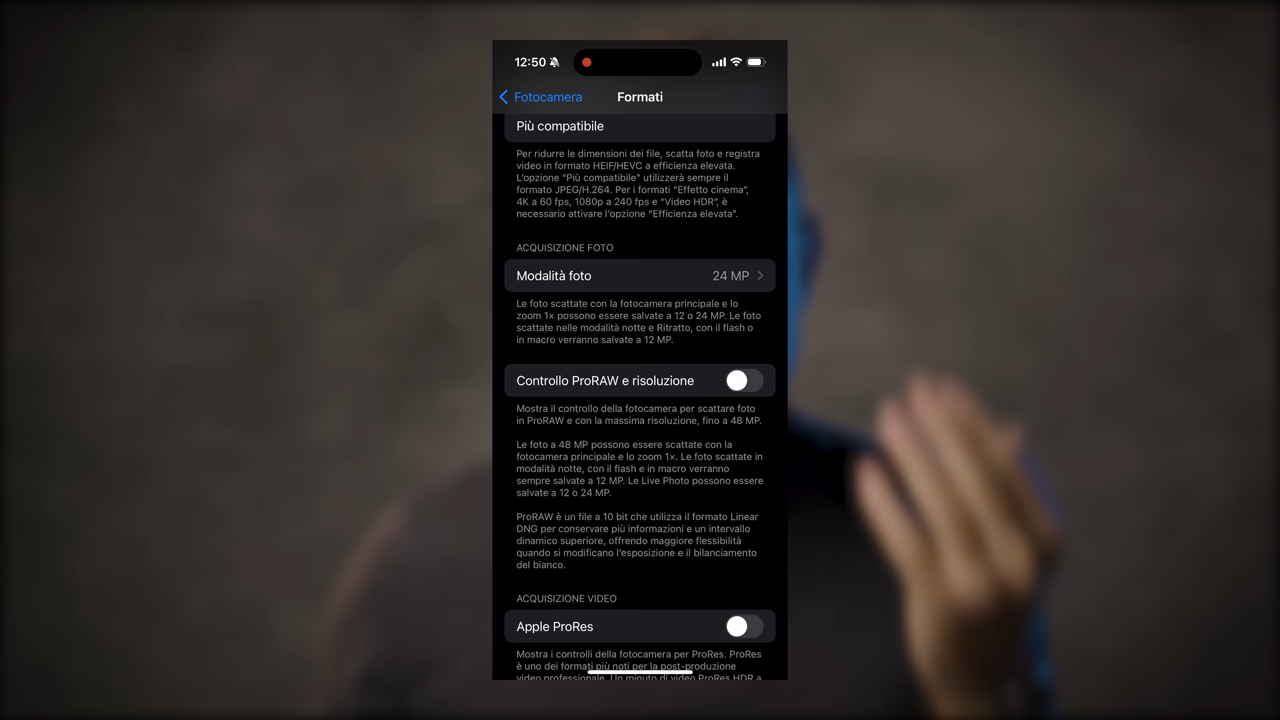 12:50
Fotocamera
Formati
Più compatibile
Per ridurre le dimensioni dei file, scatta foto e registra
video in formato HEIF/HEVC a efficienza elevata.
L'opzione “Più compatibile” utilizzerà sempre il
formato JPEG/H.264. Per i formati “Effetto cinema”,
4K a 60 fps, 1080p a 240 fps e “Video HDR”, è
necessario attivare l'opzione “Efficienza elevata”.
ACQUISIZIONE FOTO
Modalità foto 24 MP
Le foto scattate con la fotocamera principale e lo
zoom 1× possono essere salvate a 12 o 24 MP. Le foto
scattate nelle modalità notte e Ritratto, con il flash o
in macro verranno salvate a 12 MP.
Controllo ProRAW e risoluzione
Mostra il controllo della fotocamera per scattare foto
in ProRAW e con la massima risoluzione, fino a 48 MP.
Le foto a 48 MP possono essere scattate con la
fotocamera principale e lo zoom 1×. Le foto scattate in
modalità notte, con il flash e in macro verranno
sempre salvate a 12 MP. Le Live Photo possono essere
salvate a 12 o 24 MP.
ProRAW è un file a 10 bit che utilizza il formato Linear
DNG per conservare più informazioni e un intervallo
dinamico superiore, offrendo maggiore flessibilità
quando si modificano l'esposizione e il bilanciamento
del bianco.
ACQUISIZIONE VIDEO
Apple ProRes
Mostra i controlli della fotocamera per ProRes. ProRes
è uno dei formati più noti per la post-produzione
video professionale. Un minuto di video ProRes HDR a